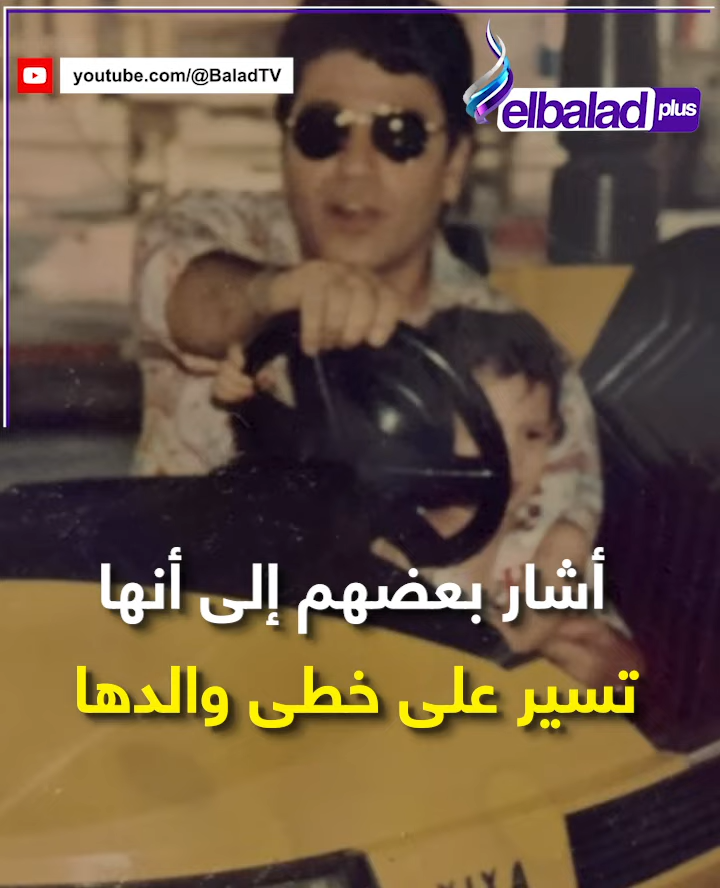 youtube.com/@BaladTV
elbalad plus
أشار بعضهم إلى أنها
تسير على خطى والدها